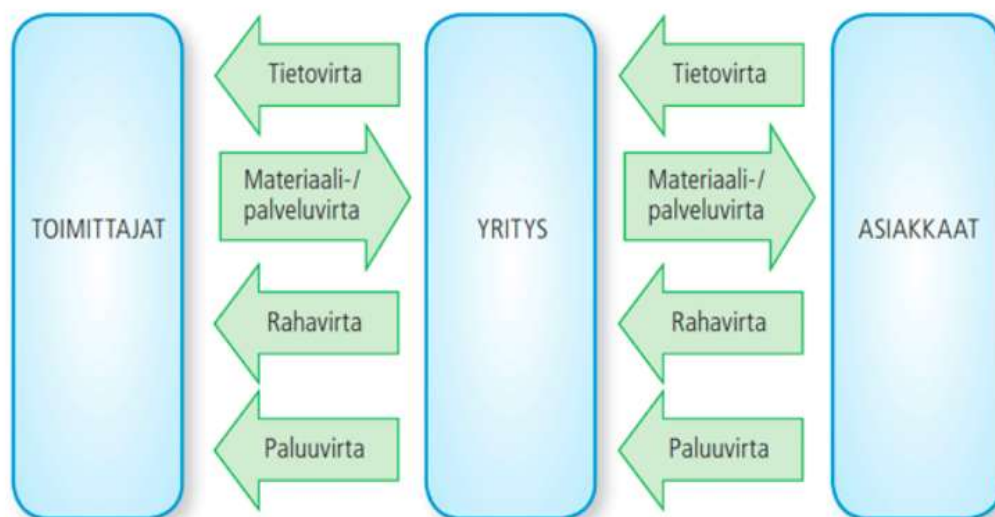 Tietovirta
Tietovirta
Materiaali-/
palveluvirta
Materiaali-/
palveluvirta
TOIMITTAJAT
YRITYS
ASIAKKAAT
Rahavirta
Rahavirta
Paluuvirta
Paluuvirta